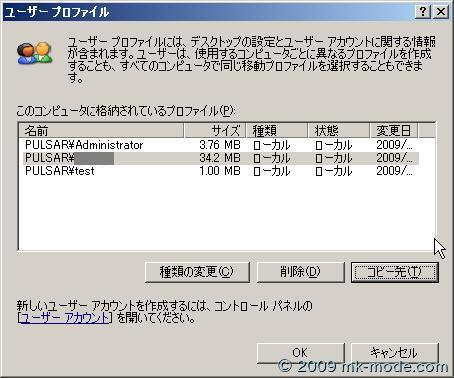 ユーザー プロファイル
ユーザー プロファイルには、デスクトップの設定とユーザー アカウントに関する情報
が含まれます。ユーザーは、使用するコンピュータごとに異なるプロファイルを作成
することも、すべてのコンピュータで同じ移動プロファイルを選択することもできま
す。
このコンピュータに格納されているプロファイル(P):
名前 サイズ 種類 状態 変更日
PULSAR¥Administrator 3.76 MB ローカル ローカル 2009/...
PULSAR¥ 34.2 MB ローカル ローカル 2009/...
PULSAR¥test 1.00 MB ローカル ローカル 2009/...
種類の変更(C) 削除(D) コピー先(T)
新しいユーザー アカウントを作成するには、コントロール パネルの
[ユーザー アカウント] を開いてください。
OK キャンセル
© 2009 mk-mode.com